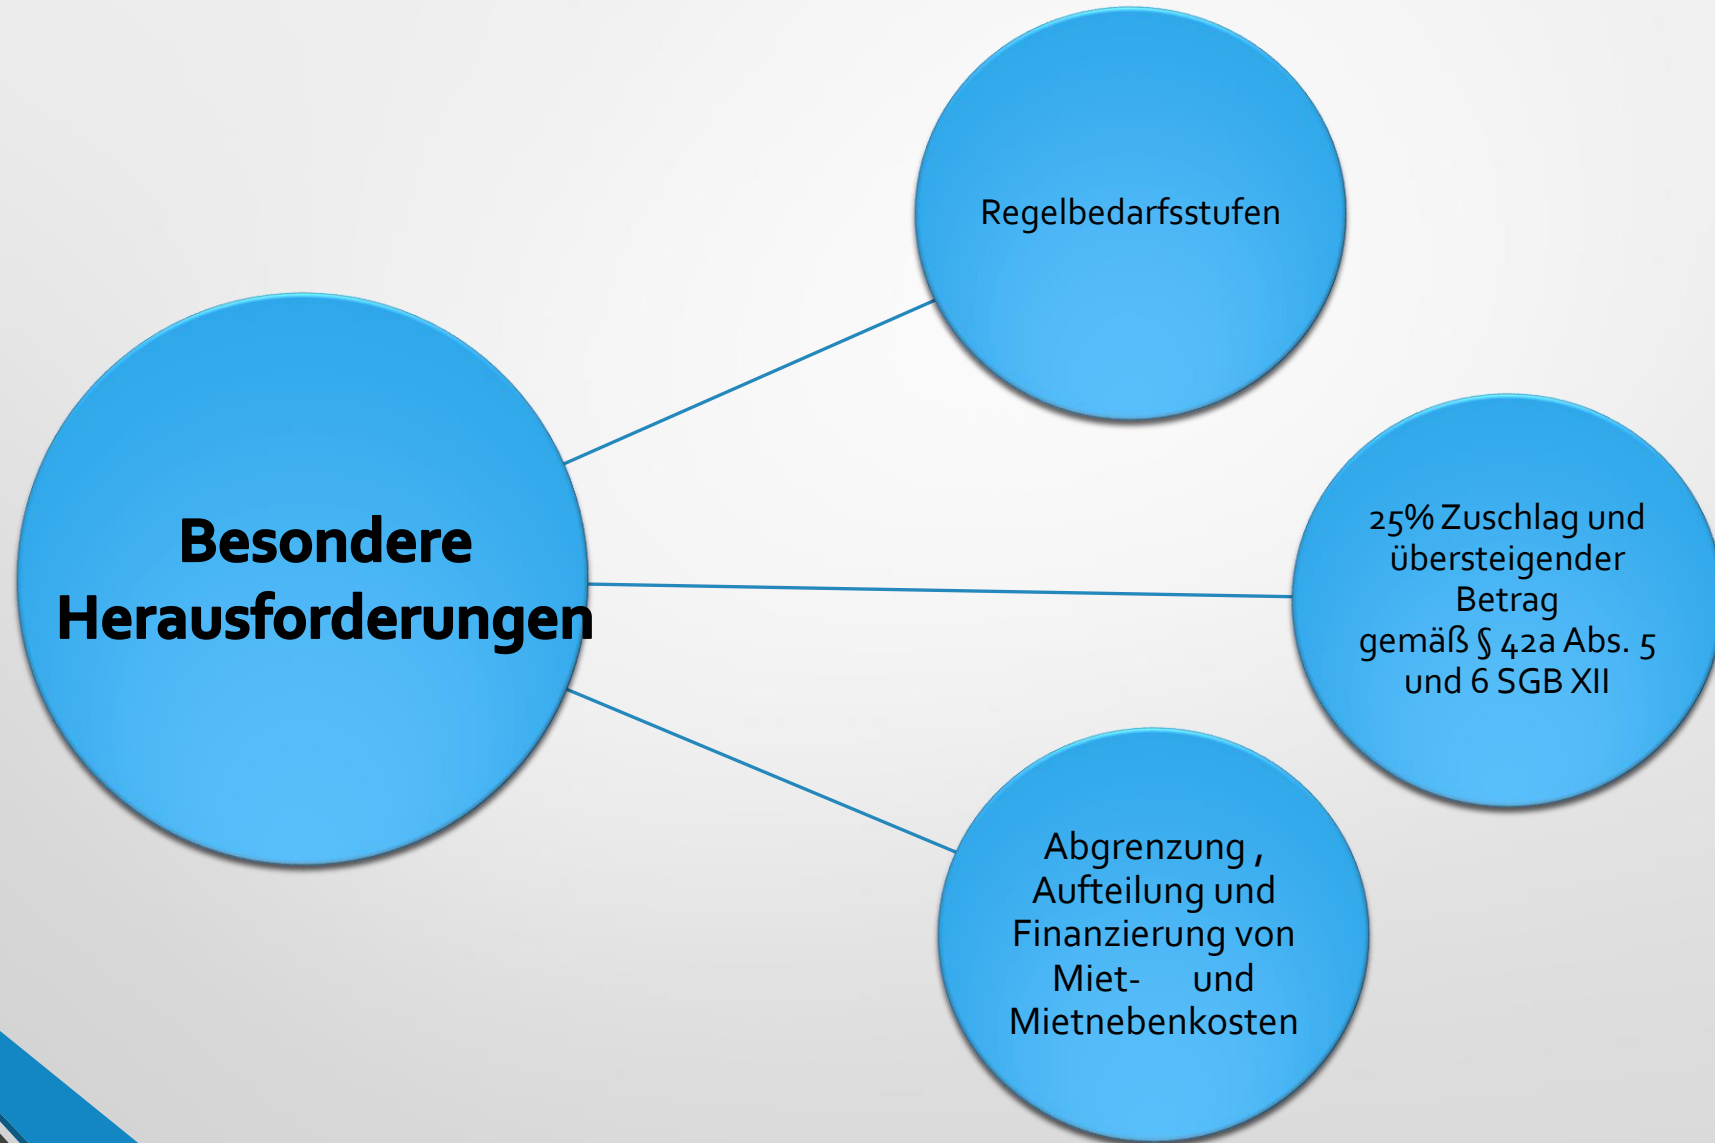 Regelbedarfsstufen
Besondere
Herausforderungen
25% Zuschlag und
übersteigender
Betrag
gemäß § 42a Abs. 5
und 6 SGB XII
Abgrenzung ,
Aufteilung und
Finanzierung von
Miet- und
Mietnebenkosten